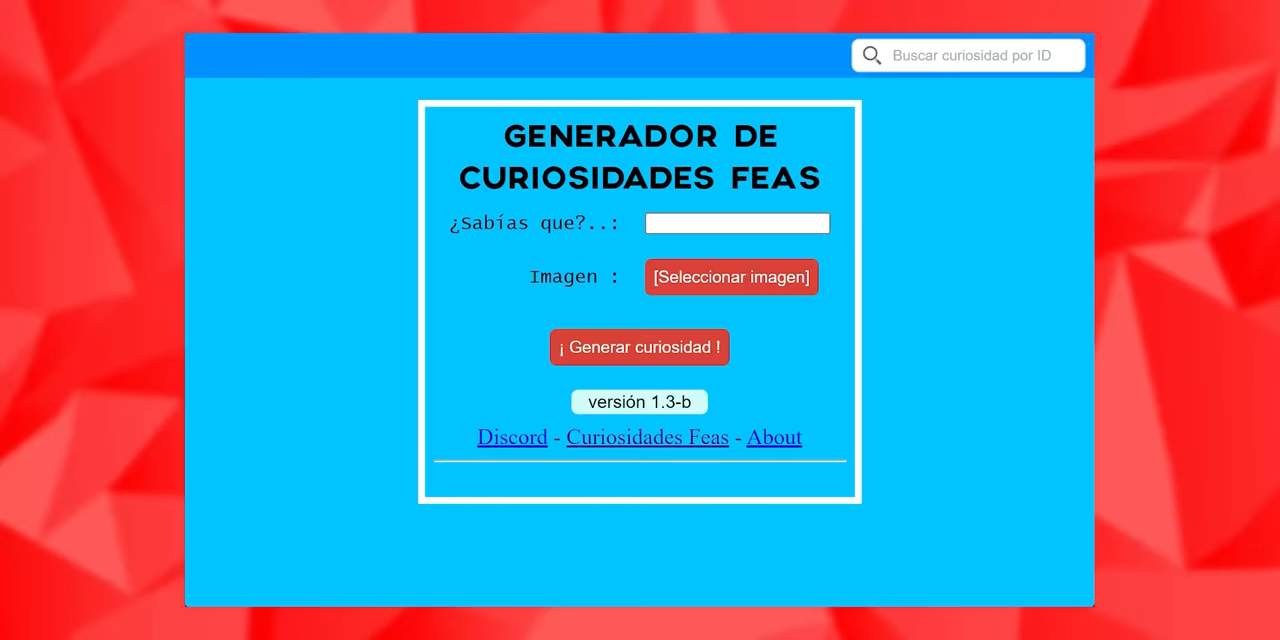 Buscar curiosidad por ID
GENERADOR DE
CURIOSIDADES FEAS
¿Sabías que?..:
Imagen :
[Seleccionar imagen]
¡ Generar curiosidad !
versión 1.3-b
Discord - Curiosidades Feas - About